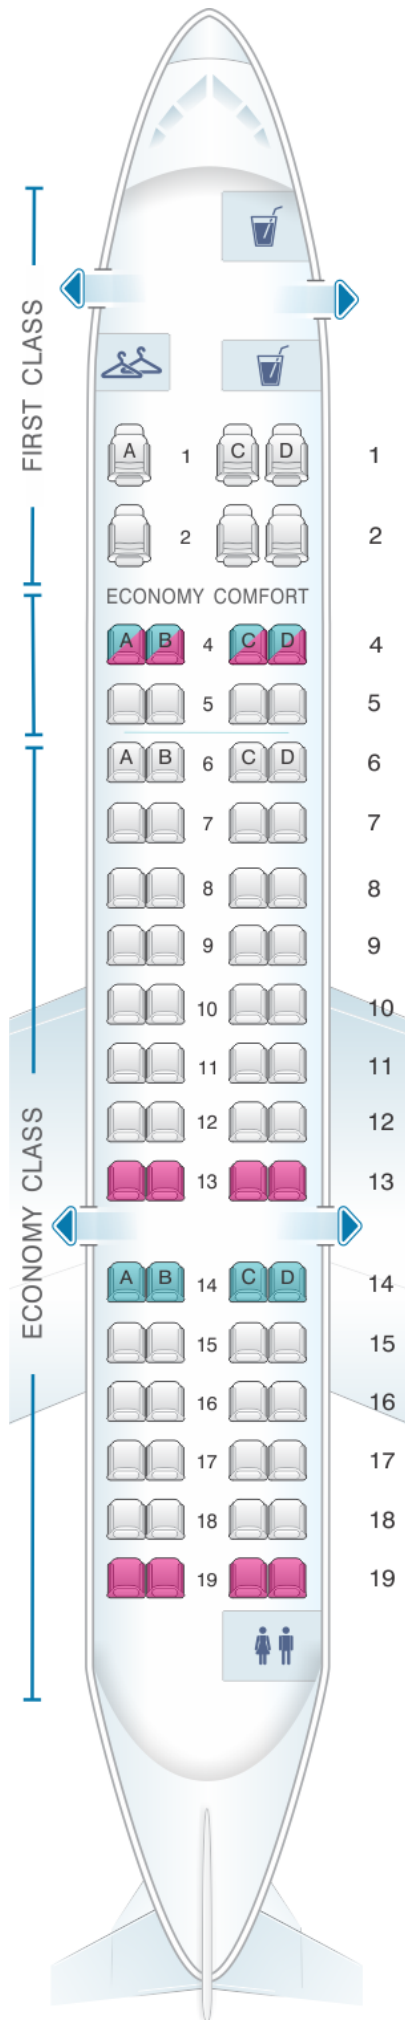 FIRST CLASS
A 1 C D 1
2 2
ECONOMY COMFORT
A B 4 C D 4
5 5
A B 6 C D 6
7 7
8 8
9 9
10 10
11 11
12 12
13 13
ECONOMY CLASS
A B 14 C D 14
15 15
16 16
17 17
18 18
19 19